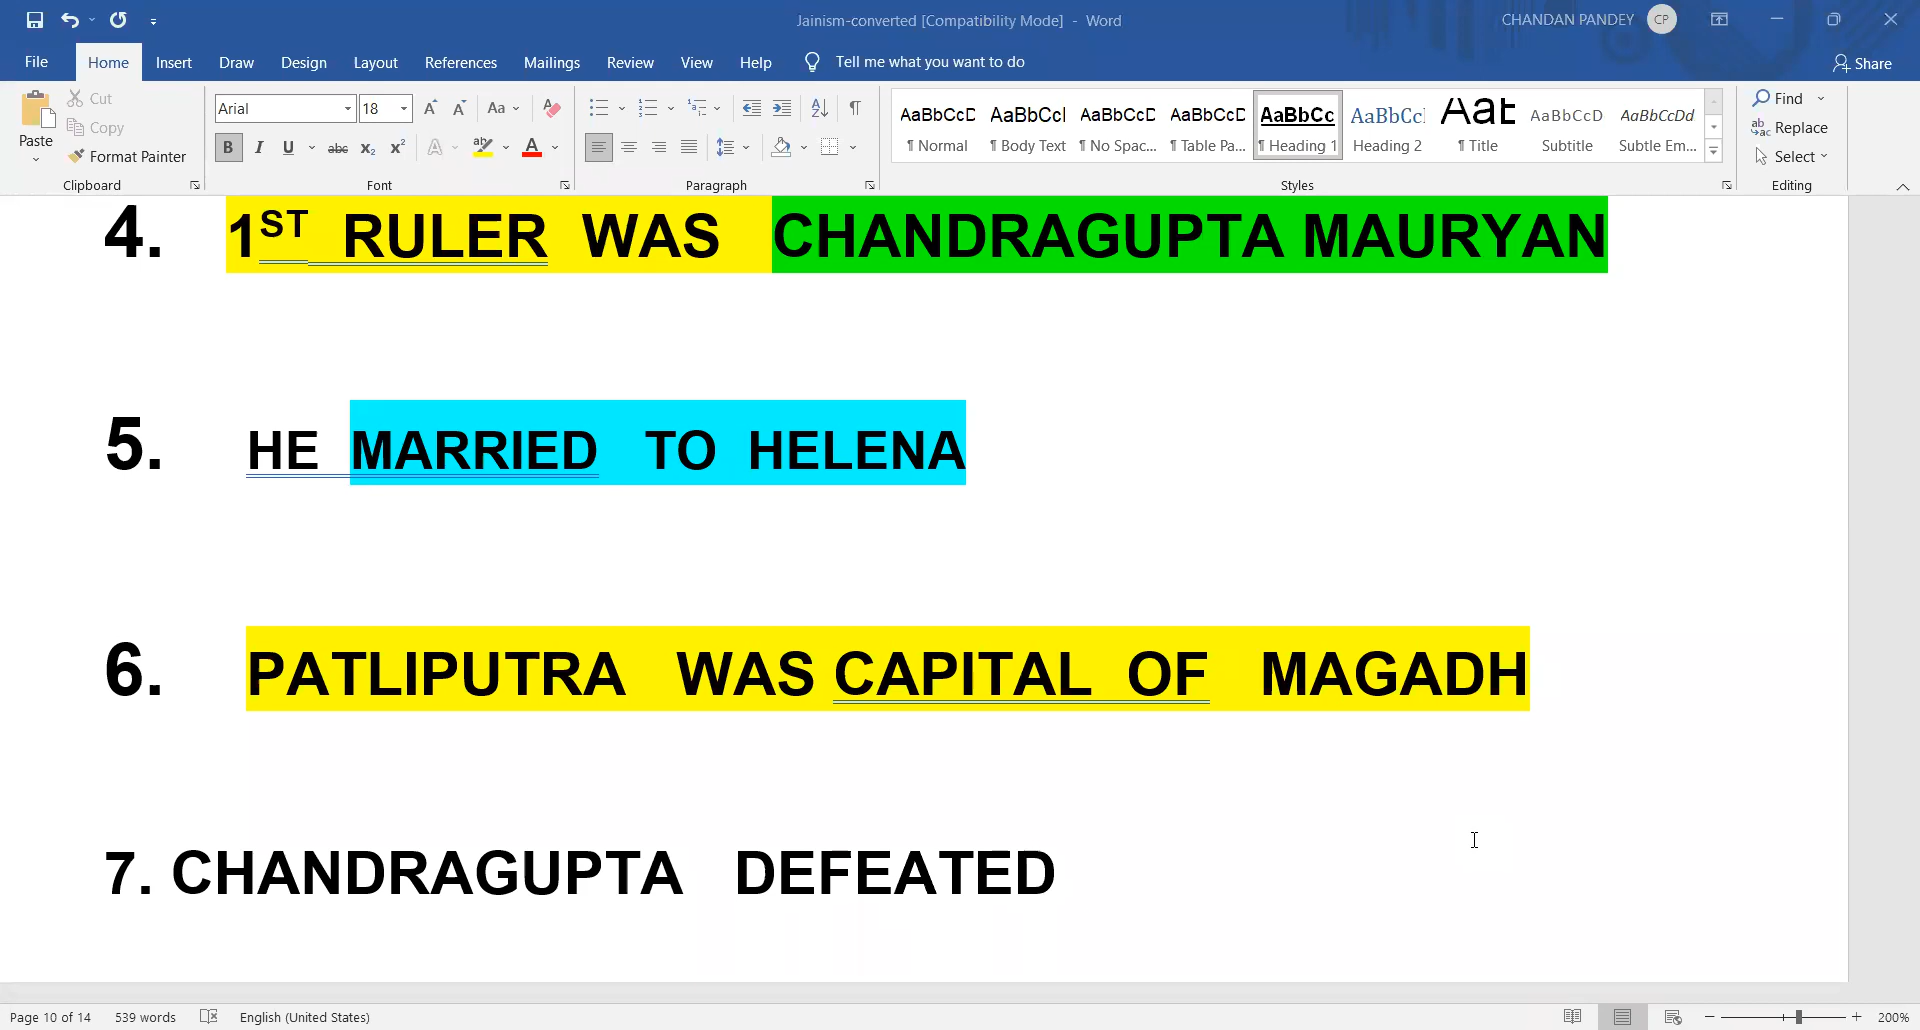 Jainism-converted [Compatibility Mode] - Word
CHANDAN PANDEY CP
File Home Insert Draw Design Layout References Mailings Review View Help Tell me what you want to do Share
Paste
Cut
Copy
Format Painter
Clipboard
Arial 18
Font
Paragraph
AaBbCcD AaBbCcl AaBbCcD AaBbCcD AaBbCc AaBbCc AaB AaBbCcD AaBbCcDd
¶ Normal ¶ Body Text ¶ No Spac... ¶ Table Pa... ¶ Heading 1 Heading 2 ¶ Title Subtitle Subtle Em...
Styles
Find
Replace
Select
Editing
4. 1ST RULER WAS CHANDRAGUPTA MAURYAN
5. HE MARRIED TO HELENA
6. PATLIPUTRA WAS CAPITAL OF MAGADH
7. CHANDRAGUPTA DEFEATED
Page 10 of 14 539 words English (United States) 200%